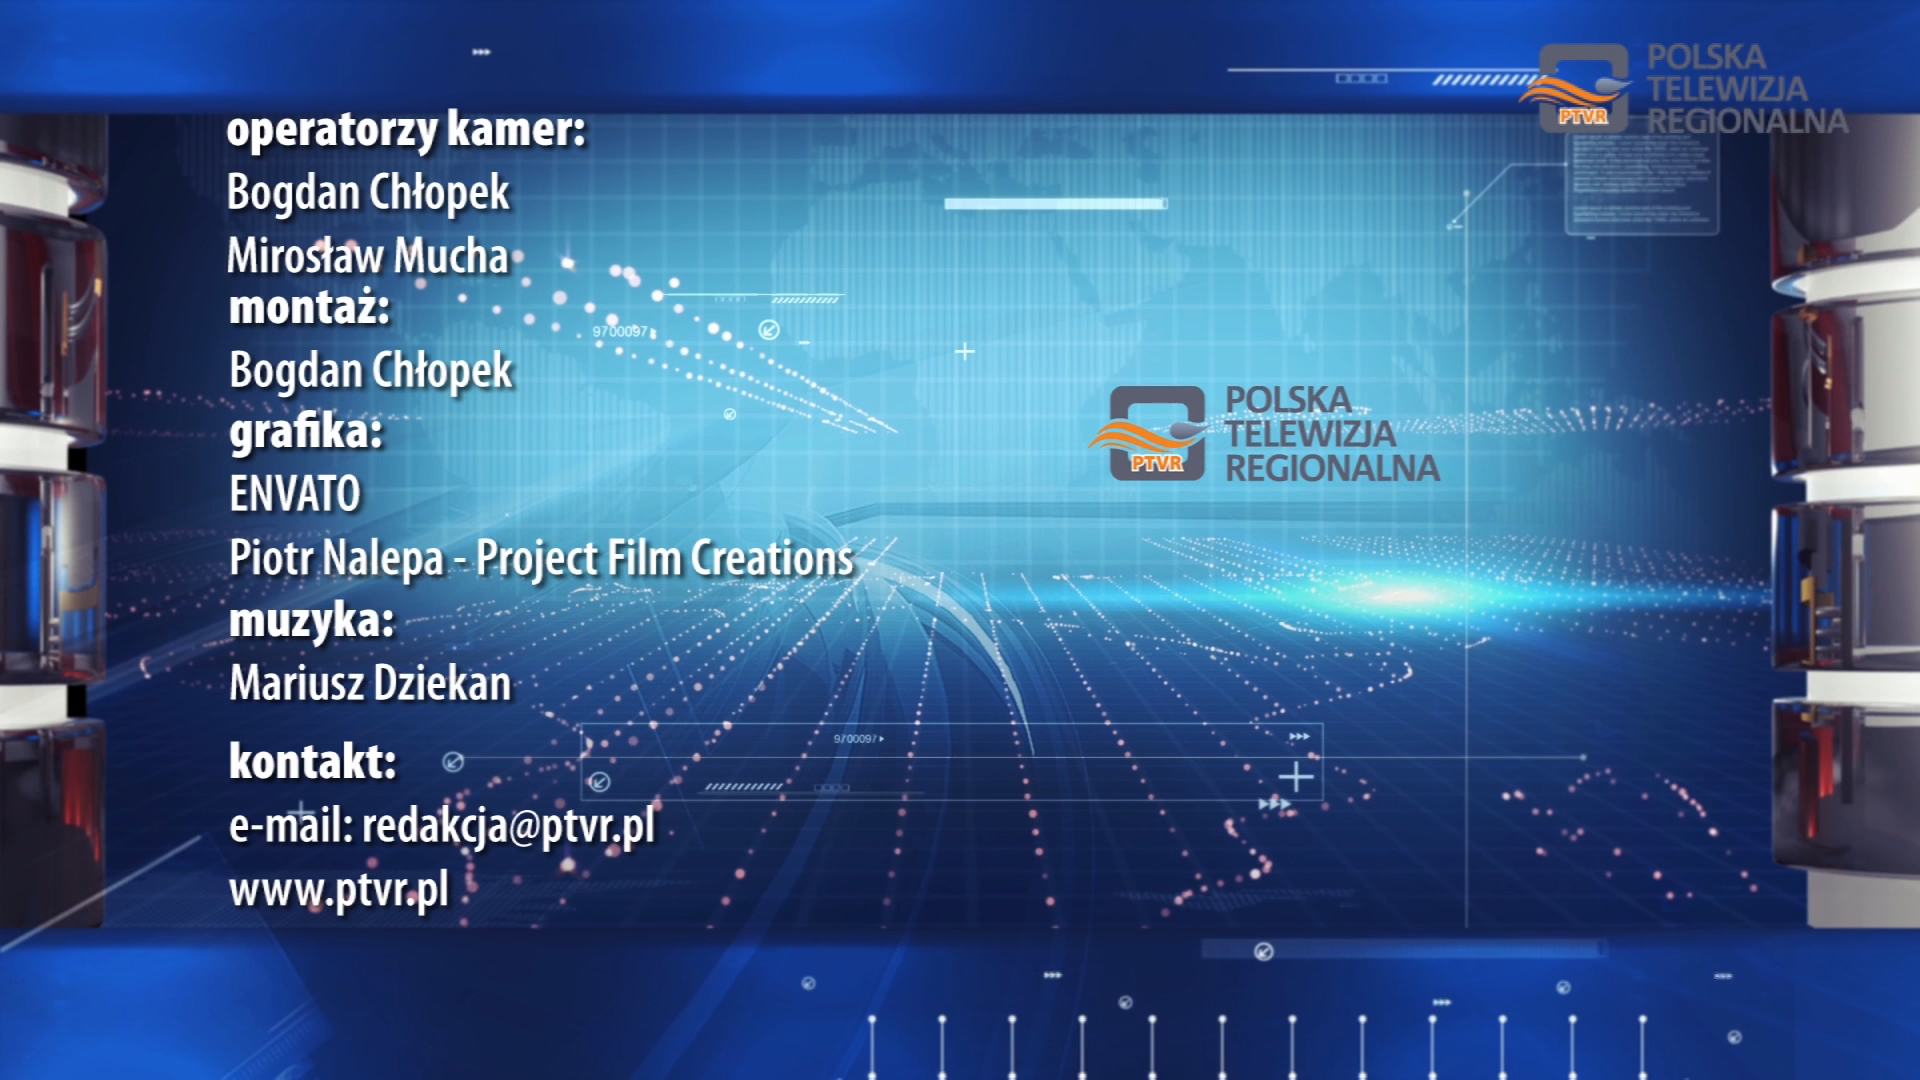 POLSKA
TELEWIZJA
REGIONALNA
PTVR
operatorzy kamer:
Bogdan Chłopek
Mirosław Mucha
montaż:
Bogdan Chłopek
grafika:
ENVATO
Piotr Nalepa - Project Film Creations
muzyka:
Mariusz Dziekan
kontakt:
e-mail: redakcja@ptvr.pl
www.ptvr.pl
9700097
POLSKA
TELEWIZJA
REGIONALNA
PTVR
9700097